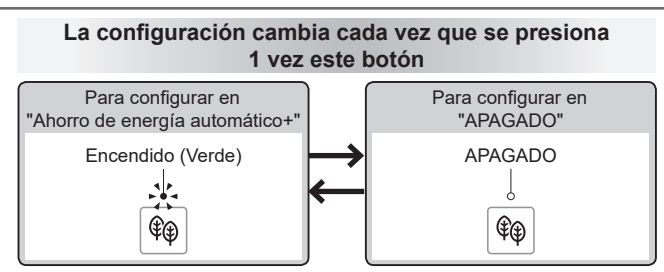 La configuración cambia cada vez que se presiona
1 vez este botón
Para configurar en
"Ahorro de energía automático+"
Encendido (Verde)
Para configurar en
"APAGADO"
APAGADO